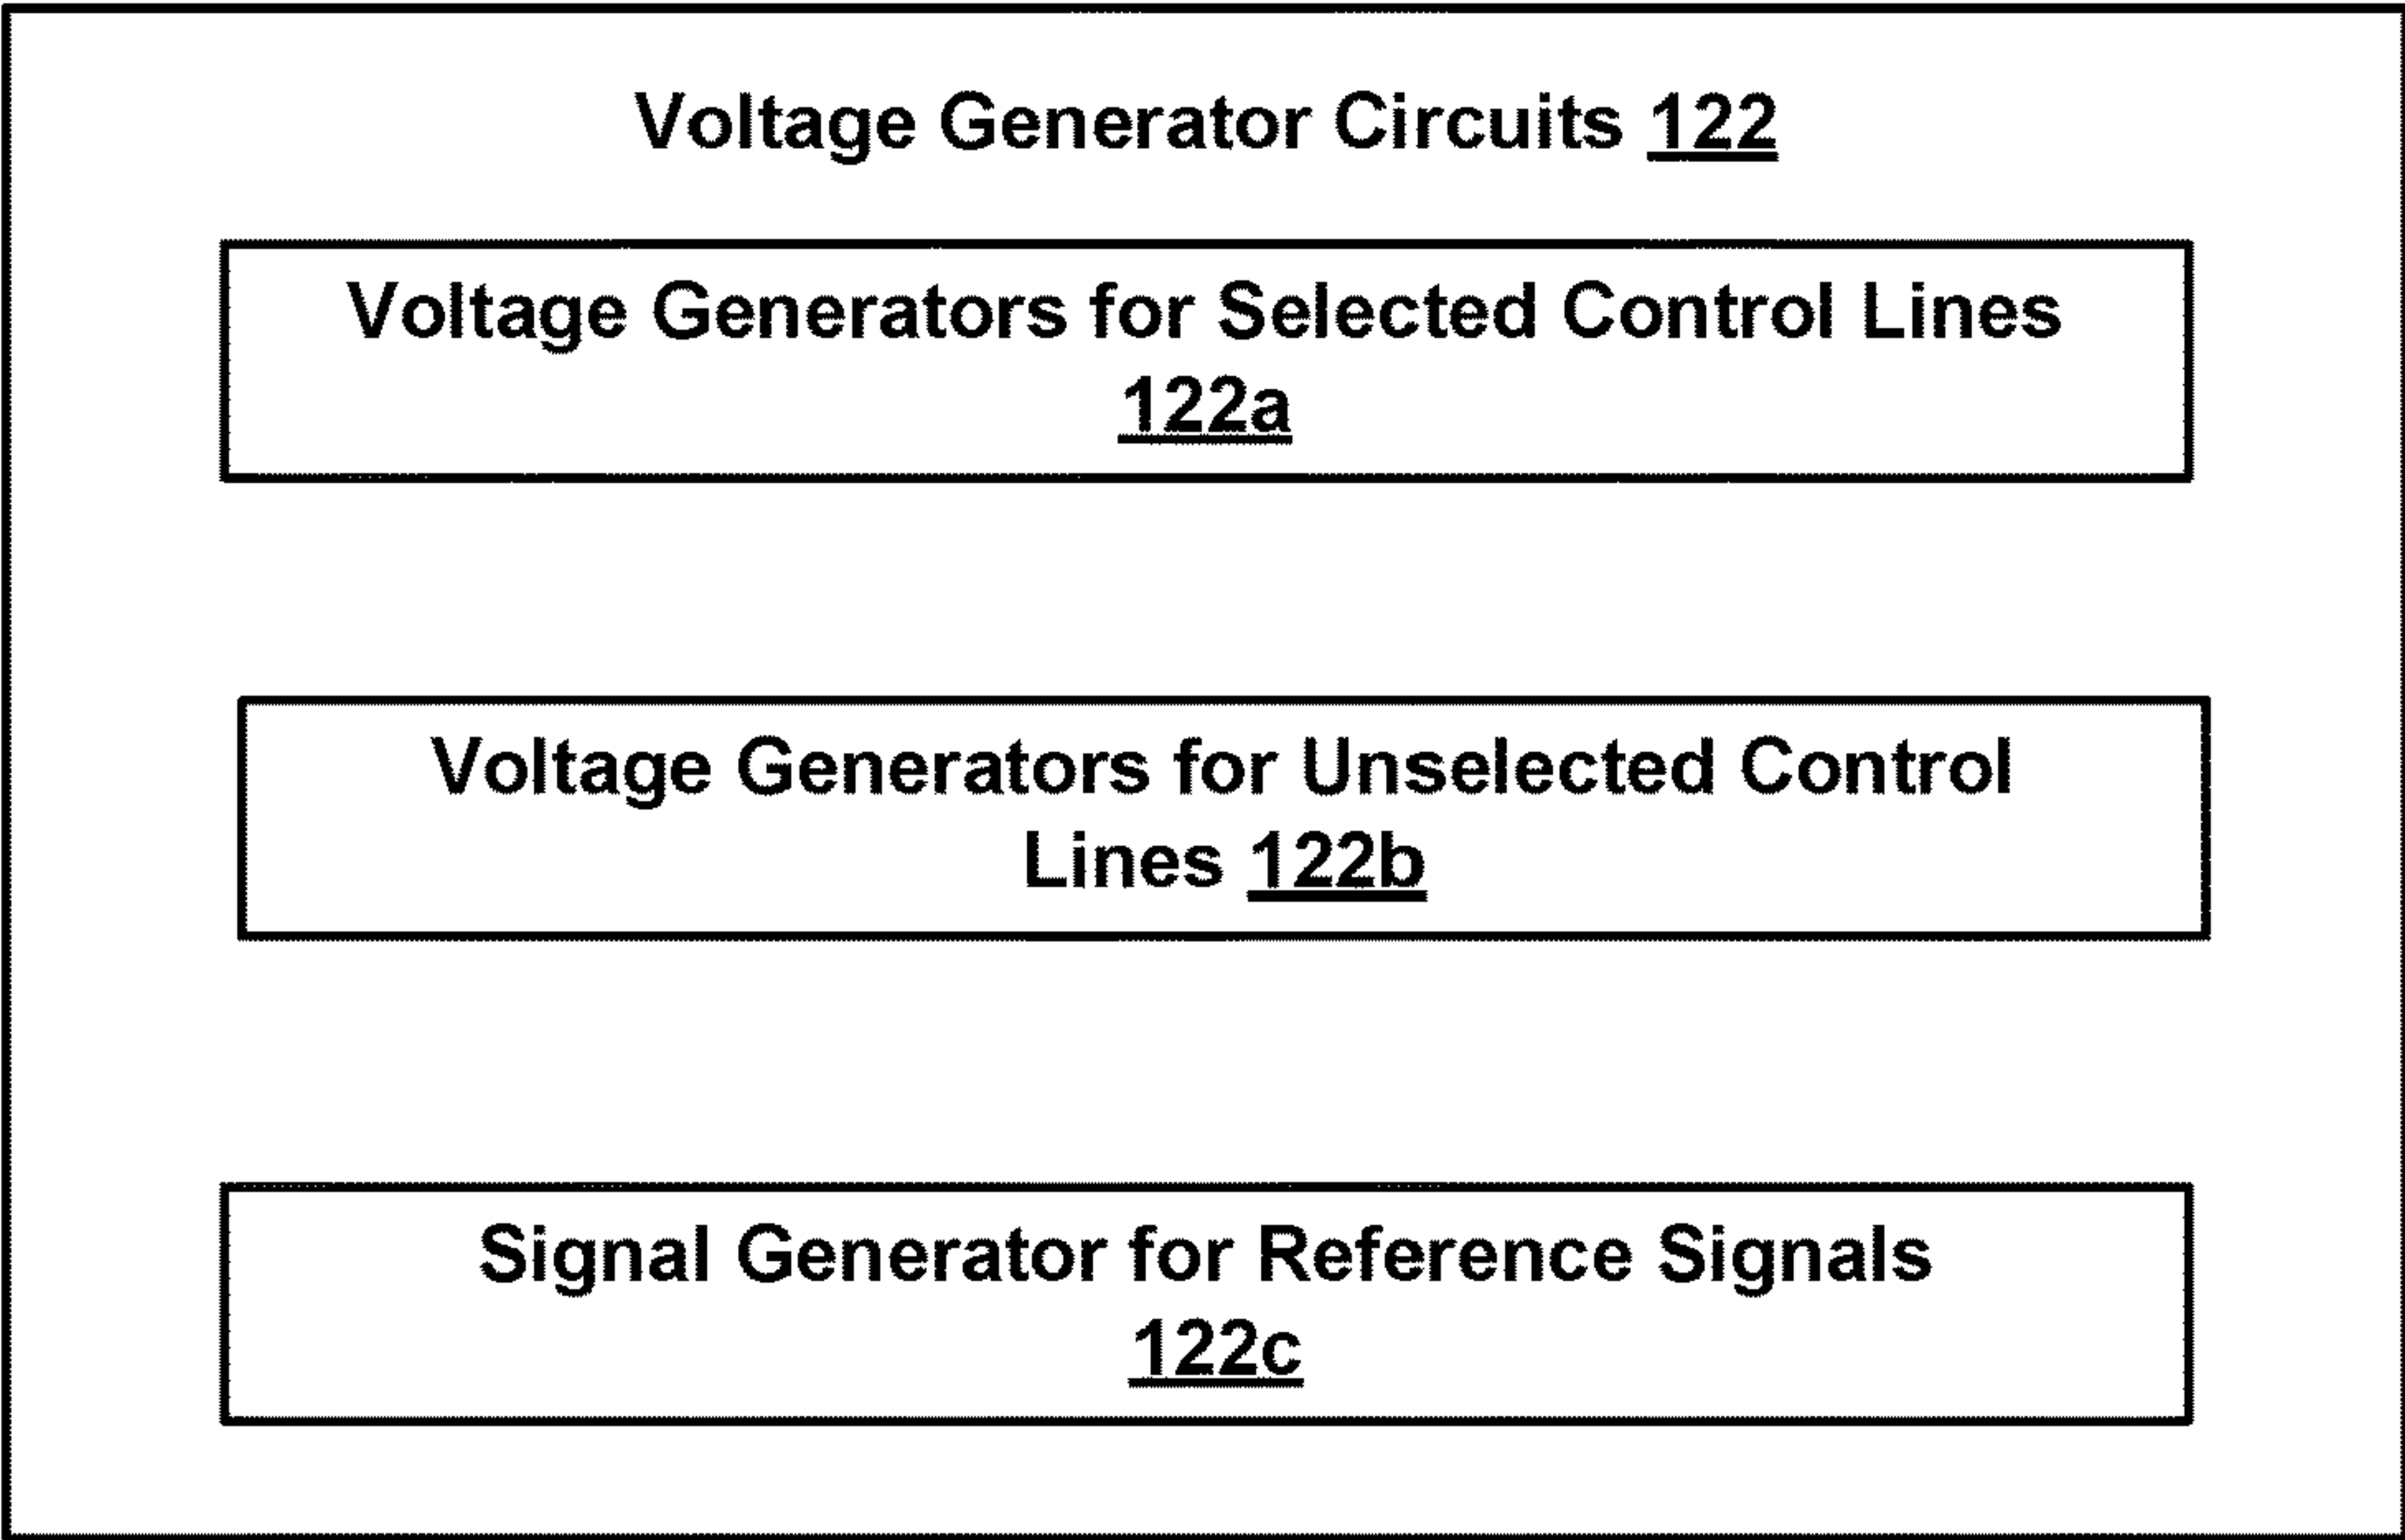 Voltage Generator Circuits 122
Voltage Generators for Selected Control Lines
122a
Voltage Generators for Unselected Control
Lines 122b
Signal Generator for Reference Signals
122c